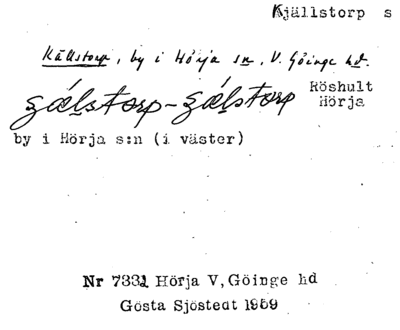 Kjällstorp s
Källstorp, by i Hörja sn, V. Göinge hd.
Röshult
Hörja
by i Hörja s:n (i väster)
Nr 7331 Hörja V, Göinge hd
Gösta Sjöstedt 1959